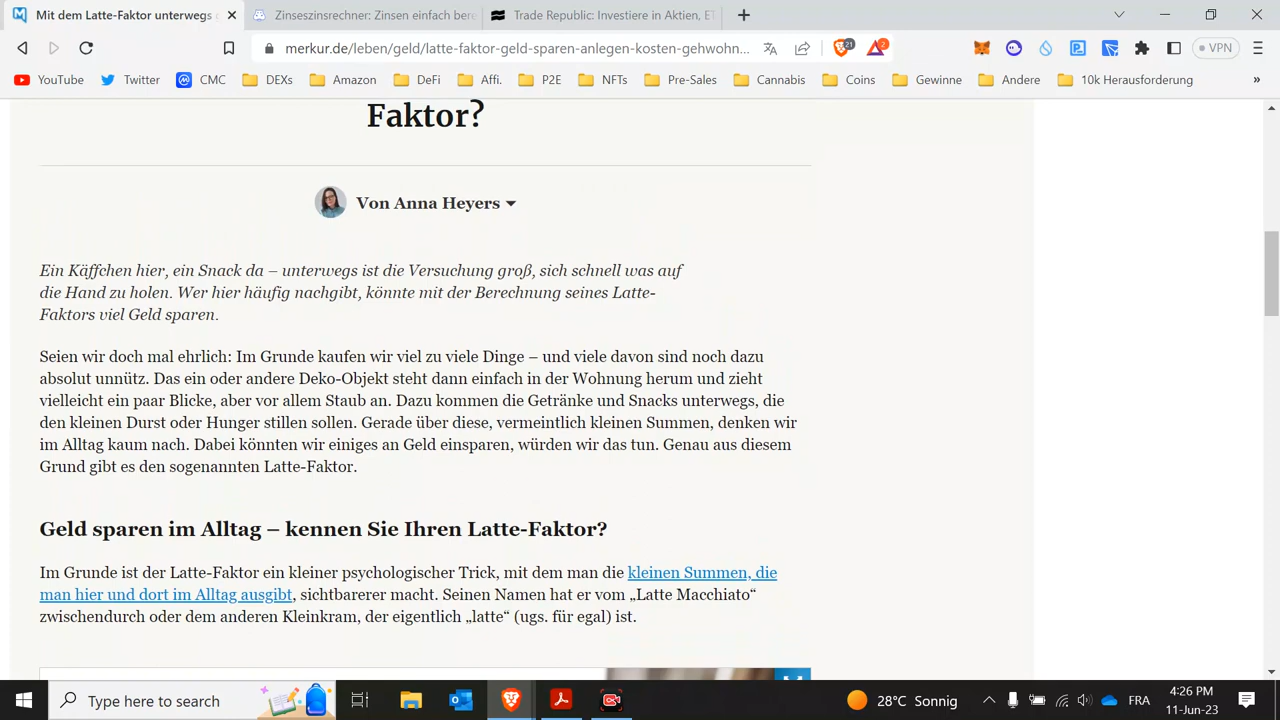 Mit dem Latte-Faktor unterwegs
Zinseszinsrechner: Zinsen einfach bere
Trade Republic: Investiere in Aktien, E
merkur.de/leben/geld/latte-faktor-geld-sparen-anlegen-kosten-gehwohn...
21
2
VPN
YouTube
Twitter
CMC
DEXs
Amazon
DeFi
Affi.
P2E
NFTs
Pre-Sales
Cannabis
Coins
Gewinne
Andere
10k Herausforderung
»
Faktor?
Von Anna Heyers
Ein Käffchen hier, ein Snack da – unterwegs ist die Versuchung groß, sich schnell was auf
die Hand zu holen. Wer hier häufig nachgibt, könnte mit der Berechnung seines Latte-
Faktors viel Geld sparen.
Seien wir doch mal ehrlich: Im Grunde kaufen wir viel zu viele Dinge – und viele davon sind noch dazu
absolut unnütz. Das ein oder andere Deko-Objekt steht dann einfach in der Wohnung herum und zieht
vielleicht ein paar Blicke, aber vor allem Staub an. Dazu kommen die Getränke und Snacks unterwegs, die
den kleinen Durst oder Hunger stillen sollen. Gerade über diese, vermeintlich kleinen Summen, denken wir
im Alltag kaum nach. Dabei könnten wir einiges an Geld einsparen, würden wir das tun. Genau aus diesem
Grund gibt es den sogenannten Latte-Faktor.
Geld sparen im Alltag – kennen Sie Ihren Latte-Faktor?
Im Grunde ist der Latte-Faktor ein kleiner psychologischer Trick, mit dem man die kleinen Summen, die
man hier und dort im Alltag ausgibt, sichtbarerer macht. Seinen Namen hat er vom „Latte Macchiato“
zwischendurch oder dem anderen Kleinkram, der eigentlich „latte“ (ugs. für egal) ist.
Type here to search
28°C Sonnig
FRA
4:26 PM
11-Jun-23